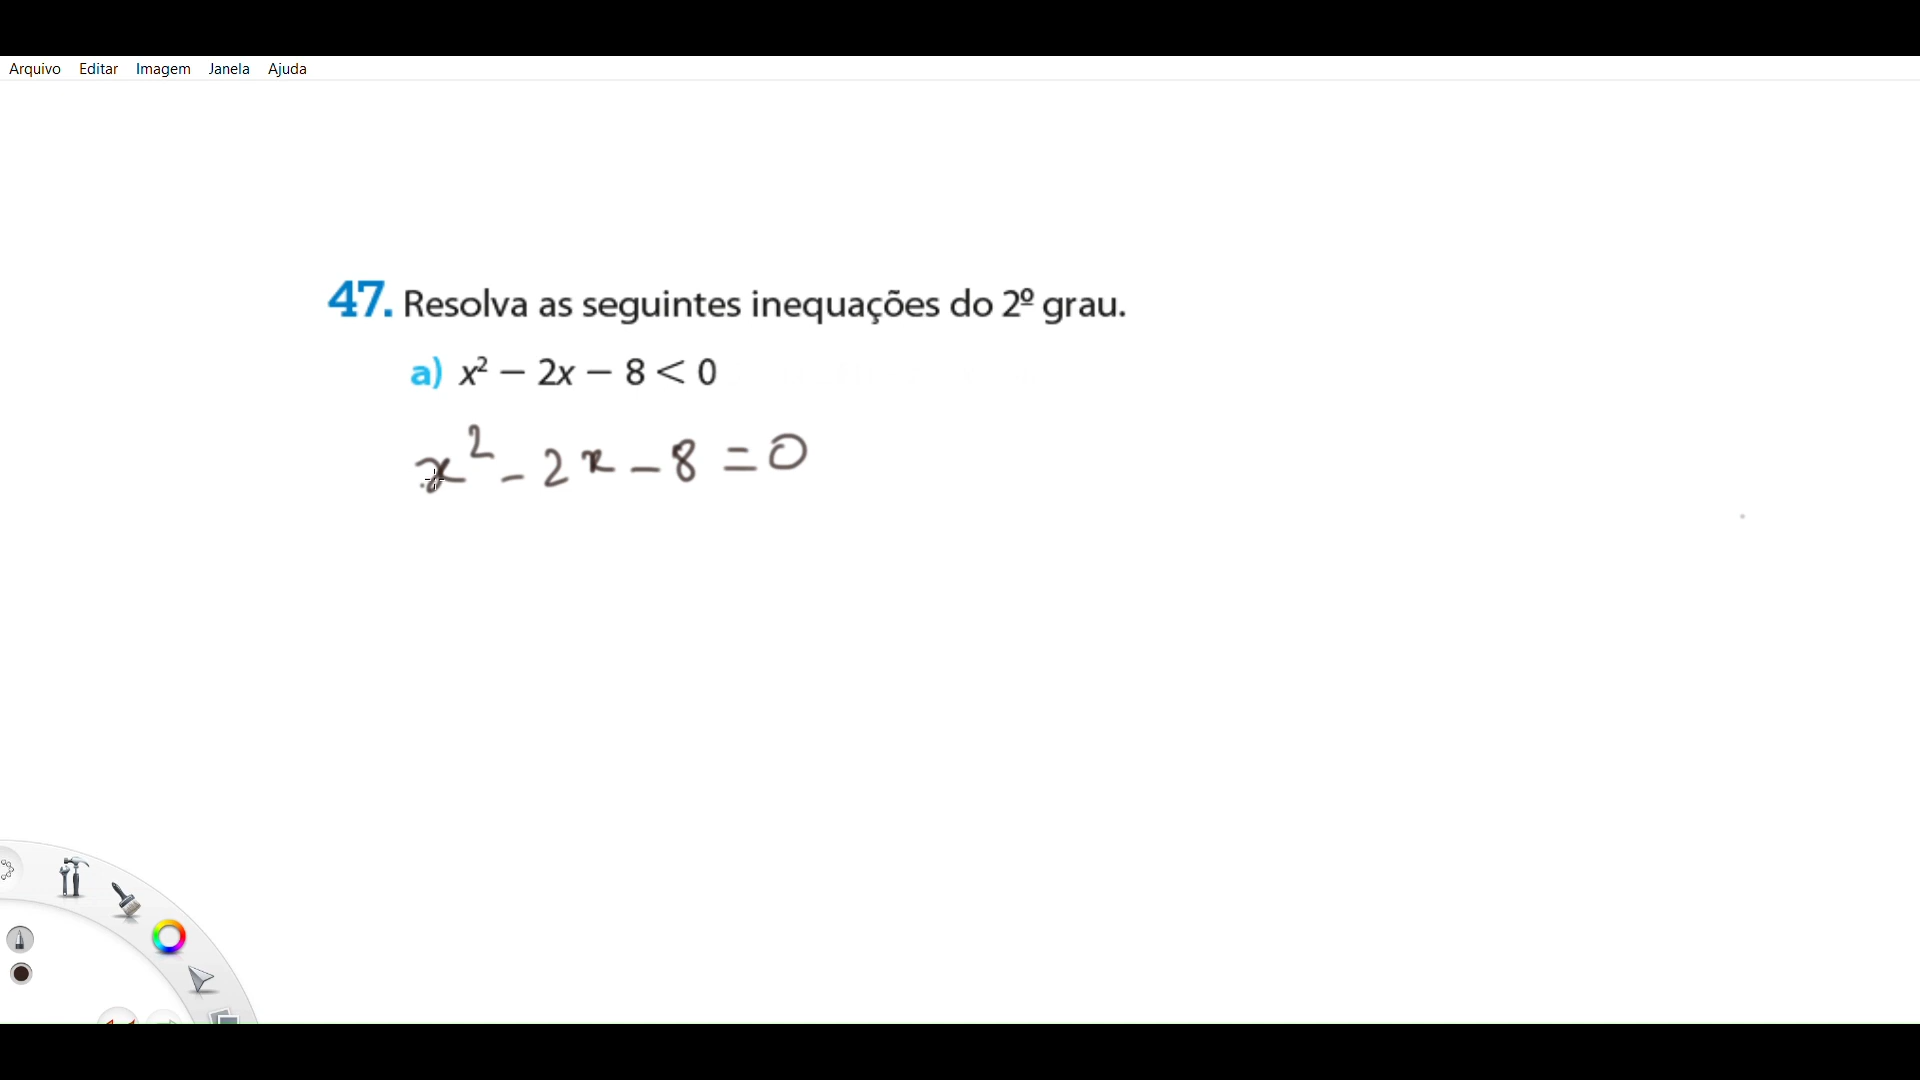 Arquivo Editar Imagem Janela Ajuda
47. Resolva as seguintes inequações do 2º grau.
a) x² − 2x − 8 < 0
x² - 2x - 8 = 0